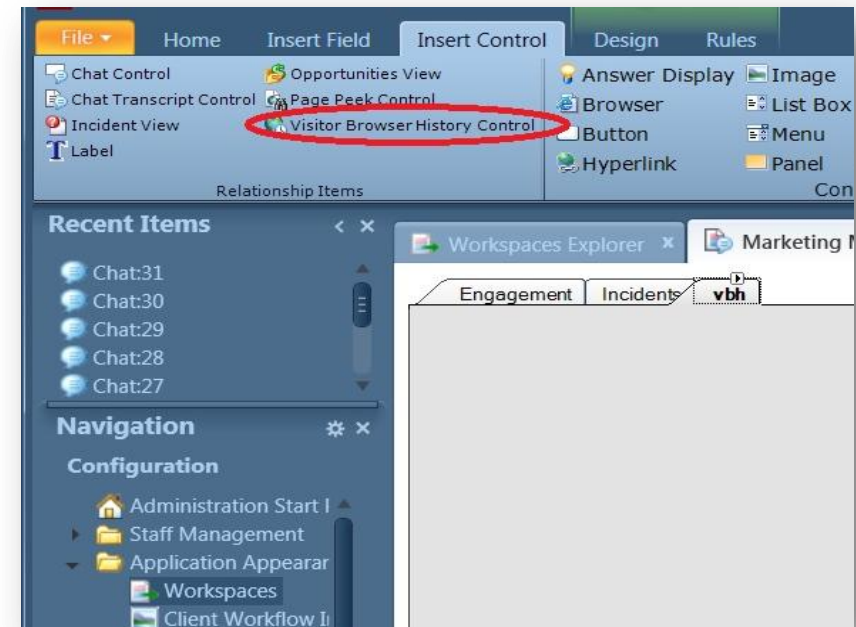 File Home Insert Field Insert Control Design Rules
Chat Control Opportunities View Answer Display Image
Chat Transcript Control Page Peek Control Browser List Box
Incident View Visitor Browser History Control Button Menu
Label Hyperlink Panel
Relationship Items Con
Recent Items
Workspaces Explorer Marketing
Chat:31
Chat:30
Chat:29
Chat:28
Chat:27
Engagement Incidents vbh
Navigation
Configuration
Administration Start
Staff Management
Application Appearar
Workspaces
Client Workflow